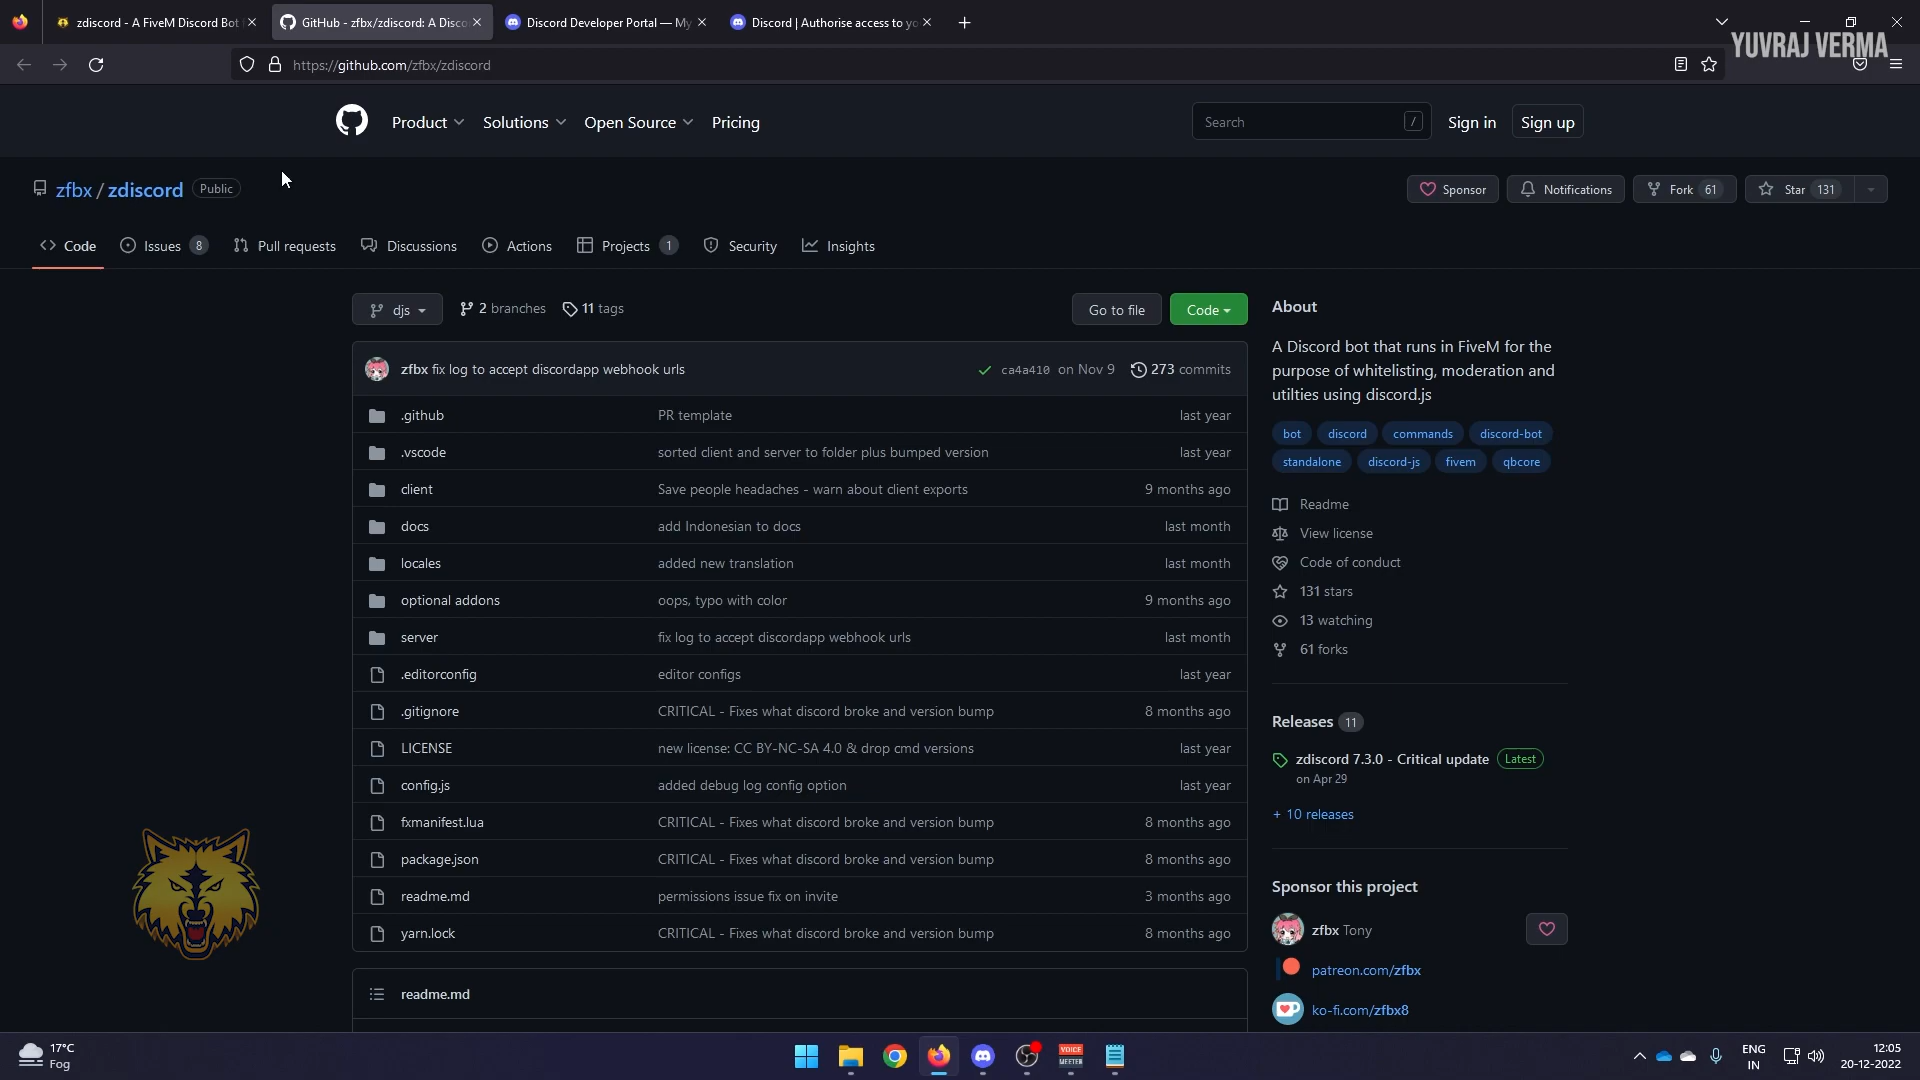 zdiscord - A FiveM Discord Bot
GitHub - zfbx/zdiscord: A Disco
Discord Developer Portal — My
Discord | Authorise access to yo
YUVRAJ VERMA
https://github.com/zfbx/zdiscord
Product
Solutions
Open Source
Pricing
Search
/
Sign in
Sign up
zfbx / zdiscord
Public
Sponsor
Notifications
Fork 61
Star 131
Code
Issues 8
Pull requests
Discussions
Actions
Projects 1
Security
Insights
djs
2 branches
11 tags
Go to file
Code
zfbx fix log to accept discordapp webhook urls
ca4a410 on Nov 9
273 commits
.github PR template last year
.vscode sorted client and server to folder plus bumped version last year
client Save people headaches - warn about client exports 9 months ago
docs add Indonesian to docs last month
locales added new translation last month
optional addons oops, typo with color 9 months ago
server fix log to accept discordapp webhook urls last month
.editorconfig editor configs last year
.gitignore CRITICAL - Fixes what discord broke and version bump 8 months ago
LICENSE new license: CC BY-NC-SA 4.0 & drop cmd versions last year
config.js added debug log config option last year
fxmanifest.lua CRITICAL - Fixes what discord broke and version bump 8 months ago
package.json CRITICAL - Fixes what discord broke and version bump 8 months ago
readme.md permissions issue fix on invite 3 months ago
yarn.lock CRITICAL - Fixes what discord broke and version bump 8 months ago
readme.md
About
A Discord bot that runs in FiveM for the
purpose of whitelisting, moderation and
utilties using discord.js
bot discord commands discord-bot
standalone discord-js fivem qbcore
Readme
View license
Code of conduct
131 stars
13 watching
61 forks
Releases 11
zdiscord 7.3.0 - Critical update Latest
on Apr 29
+ 10 releases
Sponsor this project
zfbx Tony
patreon.com/zfbx
ko-fi.com/zfbx8
17°C
Fog
VOICE
MEETER
ENG
IN
12:05
20-12-2022